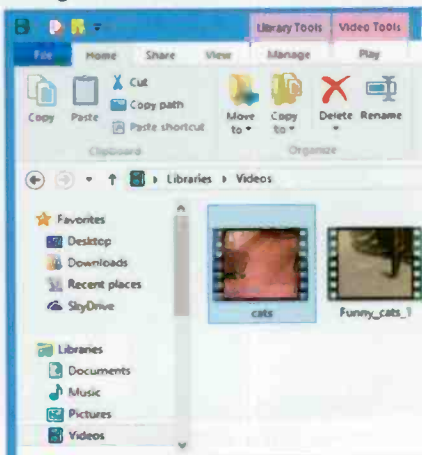 Library Tools
Video Tools
File
Home
Share
View
Manage
Play
Copy
Paste
Cut
Copy path
Paste shortcut
Move to
Copy to
Delete
Rename
Clipboard
Organize
Libraries
Videos
Favorites
Desktop
Downloads
Recent places
SkyDrive
Libraries
Documents
Music
Pictures
Videos
cats
Funny_cats_1